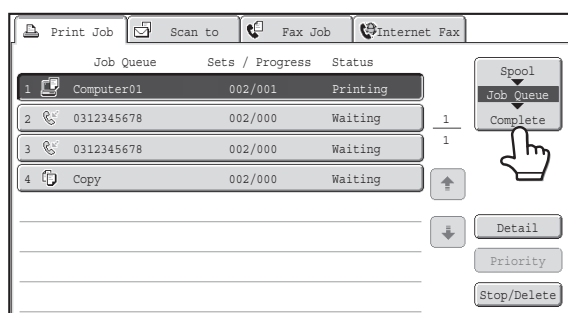 Print Job Scan to Fax Job Internet Fax
Job Queue Sets / Progress Status
1 Computer01 002/001 Printing
2 0312345678 002/000 Waiting
3 0312345678 002/000 Waiting
4 Copy 002/000 Waiting
1
1
Spool
Job Queue
Complete
Detail
Priority
Stop/Delete